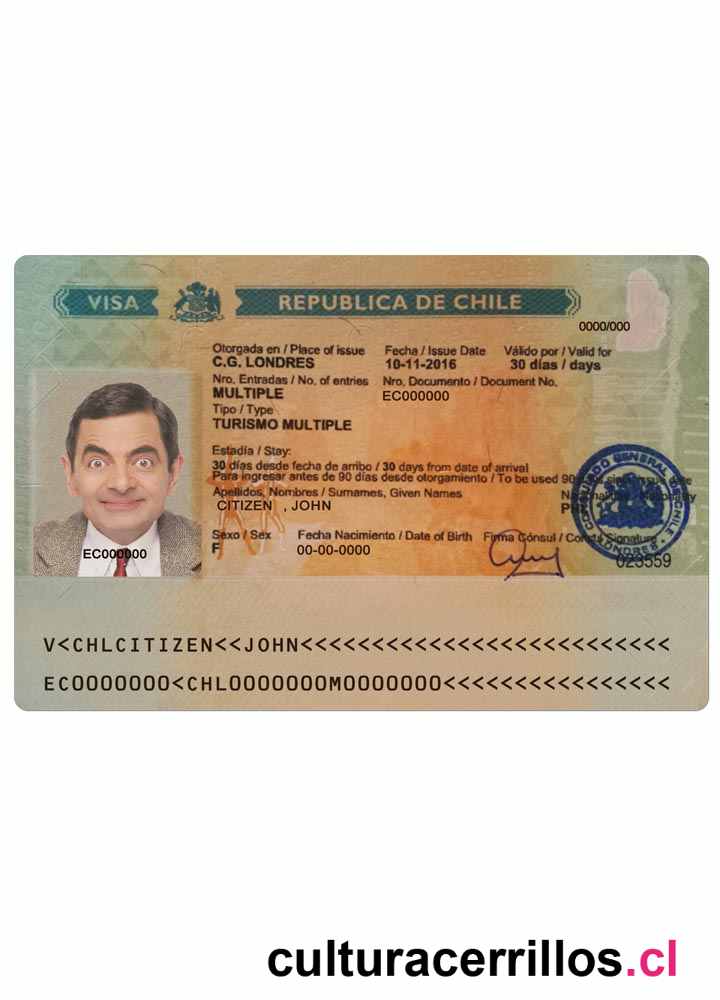 VISA REPUBLICA DE CHILE
0000/000
Otorgada en / Place of issue Fecha / Issue Date Válido por / Valid for
C.G. LONDRES 10-11-2016 30 días / days
Nro. Entradas / No. of entries Nro. Documento / Document No.
MULTIPLE EC000000
Tipo / Type
TURISMO MULTIPLE
Estadía / Stay:
30 días desde fecha de arribo / 30 days from date of arrival
Para ingresar antes de 90 días desde otorgamiento / To be used 90 issue date
Apellidos, Nombres / Surnames, Given Names
CITIZEN , JOHN
Sexo / Sex Fecha Nacimiento / Date of Birth Firma Cónsul / Consul Signature
F 00-00-0000
EC000000
023559
CONSULADO GENERAL DE CHILE
LONDRES
V<CHLCITIZEN<<JOHN<<<<<<<<<<<<<<<<<<<<<<<<<<
EC0000000<CHL0000000M0000000<<<<<<<<<<<<<<<<
culturacerrillos.cl